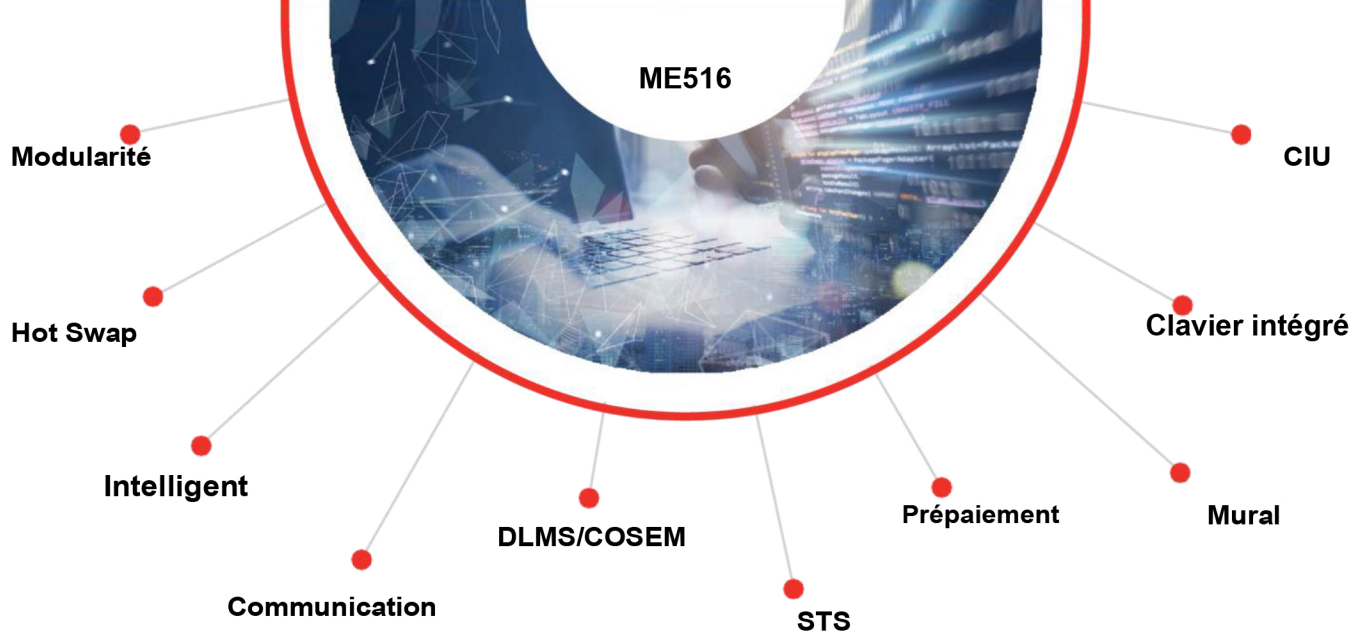 ME516
Modularité
CIU
Hot Swap
Clavier intégré
Intelligent
DLMS/COSEM
Prépaiement
Mural
Communication
STS